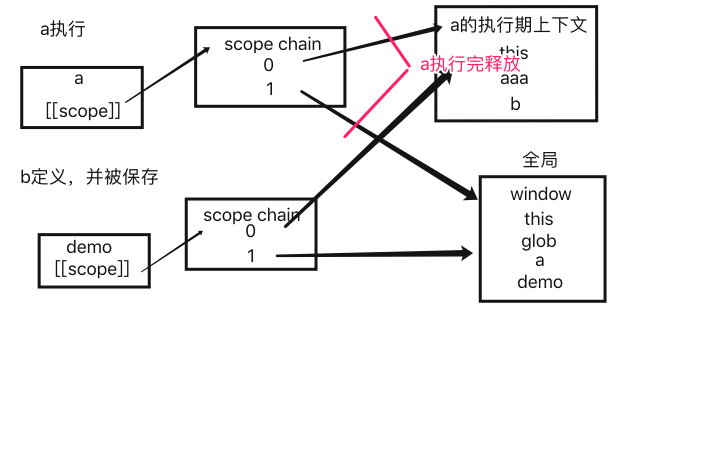 a执行
a
[[scope]]
scope chain
0
1
a的执行期上下文
this
a执行完释放
aaa
b
b定义，并被保存
demo
[[scope]]
scope chain
0
1
全局
window
this
glob
a
demo